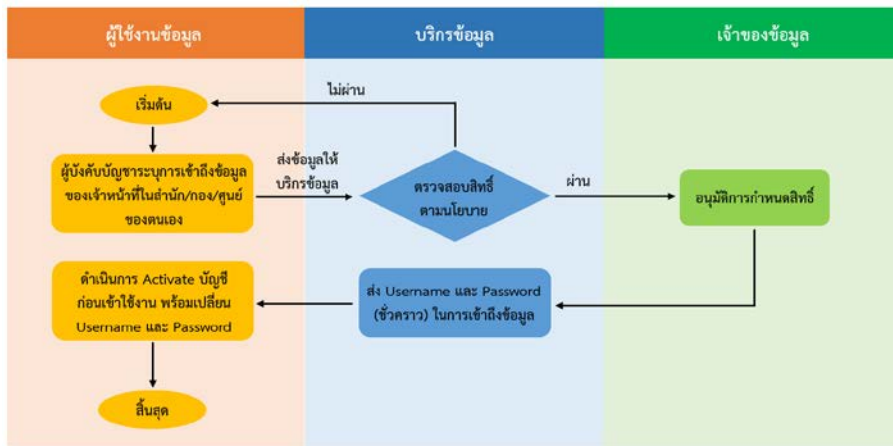 ผู้ใช้งานข้อมูล
บริกรข้อมูล
เจ้าของข้อมูล
ไม่ผ่าน
เริ่มต้น
ผู้บังคับบัญชาระบุการเข้าถึงข้อมูล
ของเจ้าหน้าที่ในสำนัก/กอง/ศูนย์
ของตนเอง
ส่งข้อมูลให้
บริกรข้อมูล
ตรวจสอบสิทธิ์
ตามนโยบาย
ผ่าน
อนุมัติการกำหนดสิทธิ์
ส่ง Username และ Password
(ชั่วคราว) ในการเข้าถึงข้อมูล
ดำเนินการ Activate บัญชี
ก่อนเข้าใช้งาน พร้อมเปลี่ยน
Username และ Password
สิ้นสุด